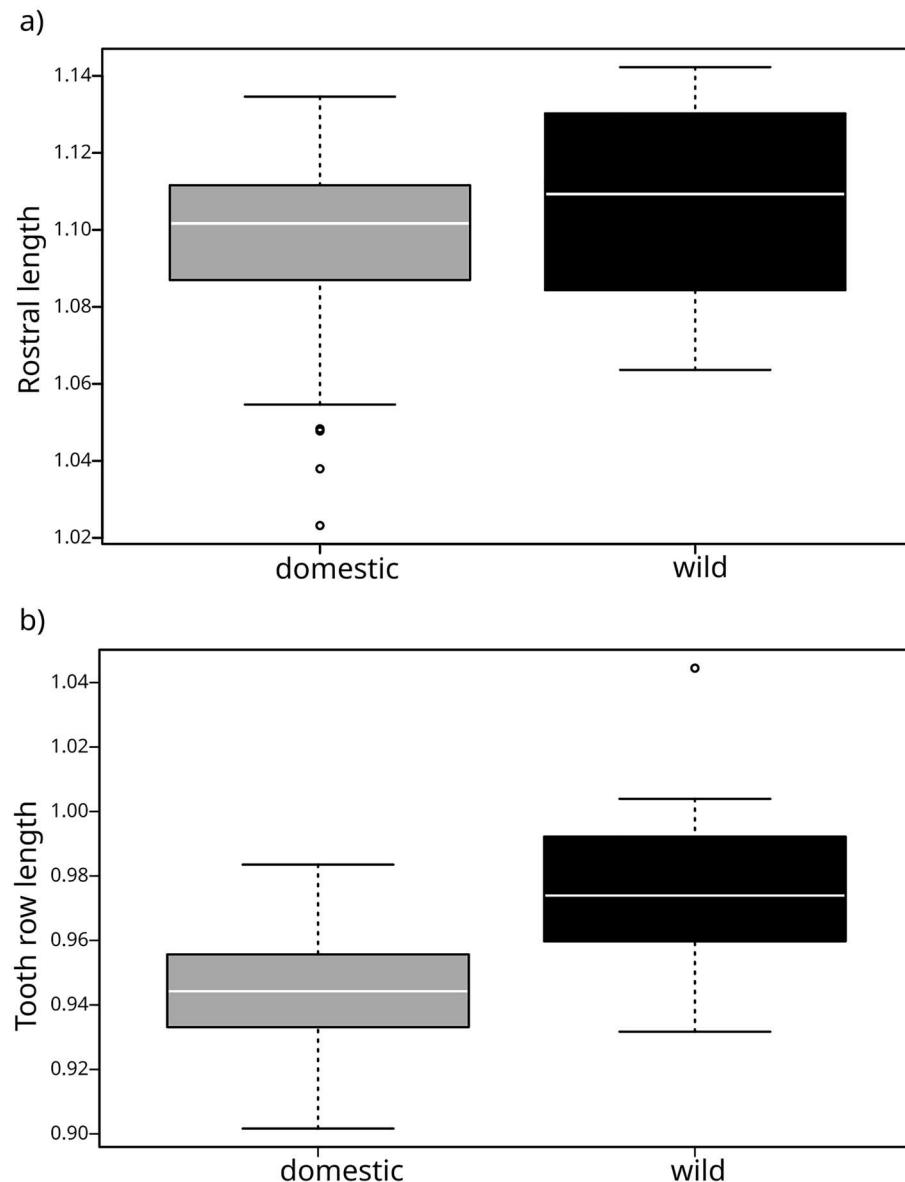 a)
Rostral length
1.14
1.12
1.10
1.08
1.06
1.04
1.02
domestic wild
b)
Tooth row length
1.04
1.02
1.00
0.98
0.96
0.94
0.92
0.90
domestic wild